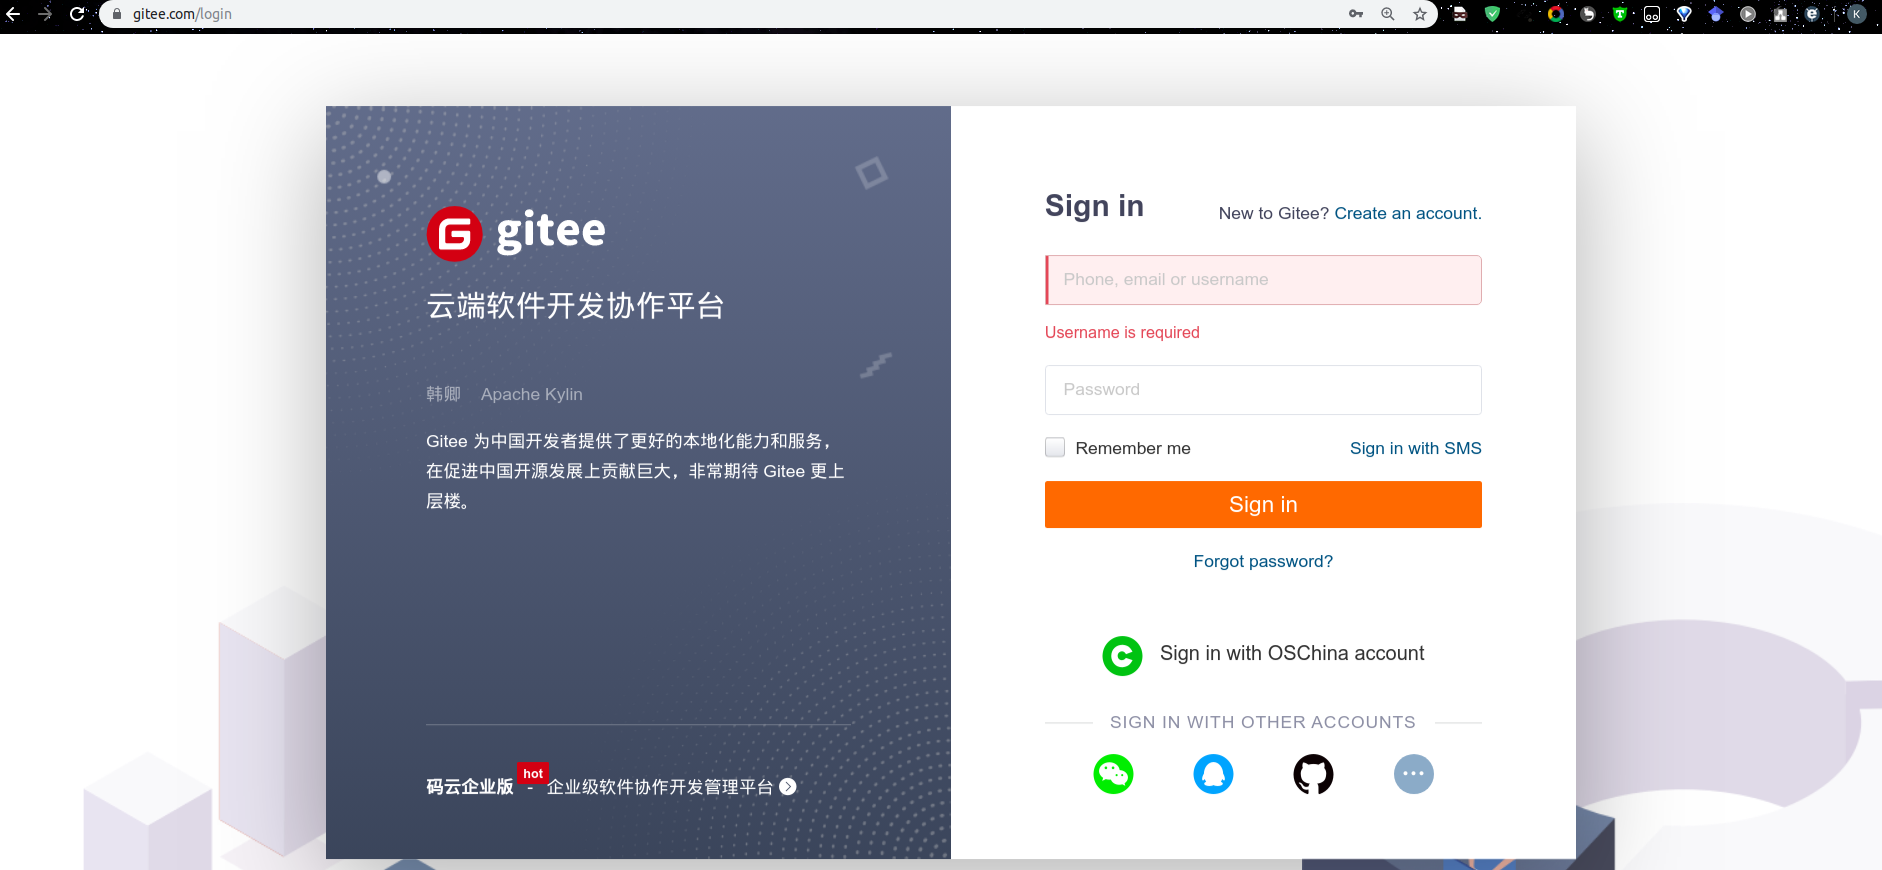 gitee.com/login
K
gitee
云端软件开发协作平台
韩卿 Apache Kylin
Gitee 为中国开发者提供了更好的本地化能力和服务，
在促进中国开源发展上贡献巨大，非常期待 Gitee 更上
层楼。
hot
码云企业版 - 企业级软件协作开发管理平台
Sign in
New to Gitee? Create an account.
Phone, email or username
Username is required
Password
Remember me
Sign in with SMS
Sign in
Forgot password?
Sign in with OSChina account
SIGN IN WITH OTHER ACCOUNTS